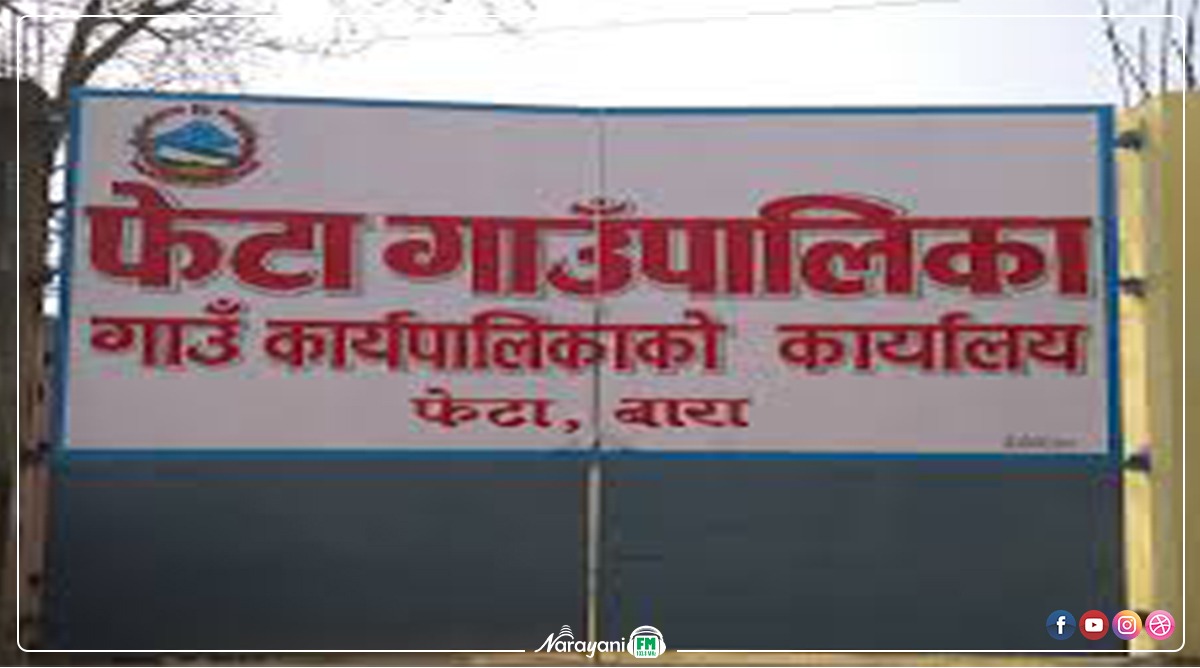 फेटा गाउँपालिका
गाउँ कार्यपालिकाको कार्यालय
फेटा, बारा
Narayani FM